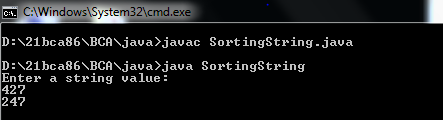 C:\Windows\System32\cmd.exe
D:\21bca86\BCA\java>javac SortingString.java
D:\21bca86\BCA\java>java SortingString
Enter a string value:
427
247